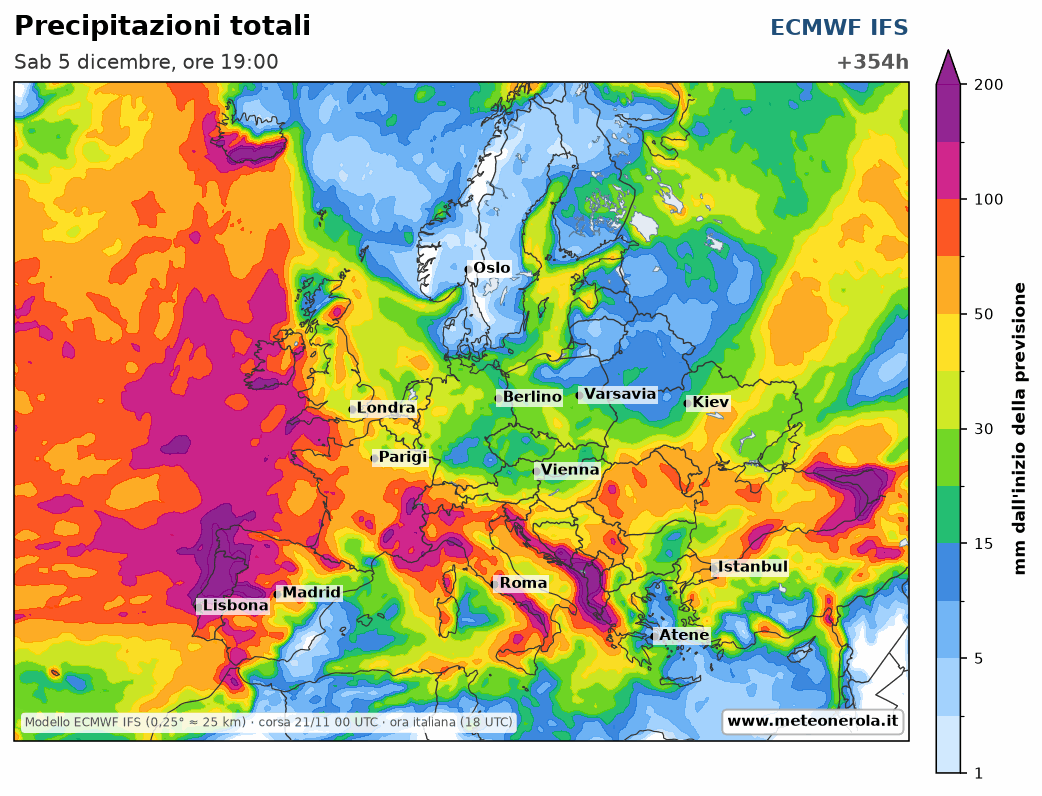 Precipitazioni totali
ECMWF IFS
Sab 5 dicembre, ore 19:00
+354h
Oslo
Londra
Berlino
Varsavia
Kiev
Parigi
Vienna
Istanbul
Roma
Madrid
Lisbona
Atene
Modello ECMWF IFS (0,25° ≈ 25 km) · corsa 21/11 00 UTC · ora italiana (18 UTC)
www.meteonerola.it
200
100
50
30
15
5
1
mm dall'inizio della previsione